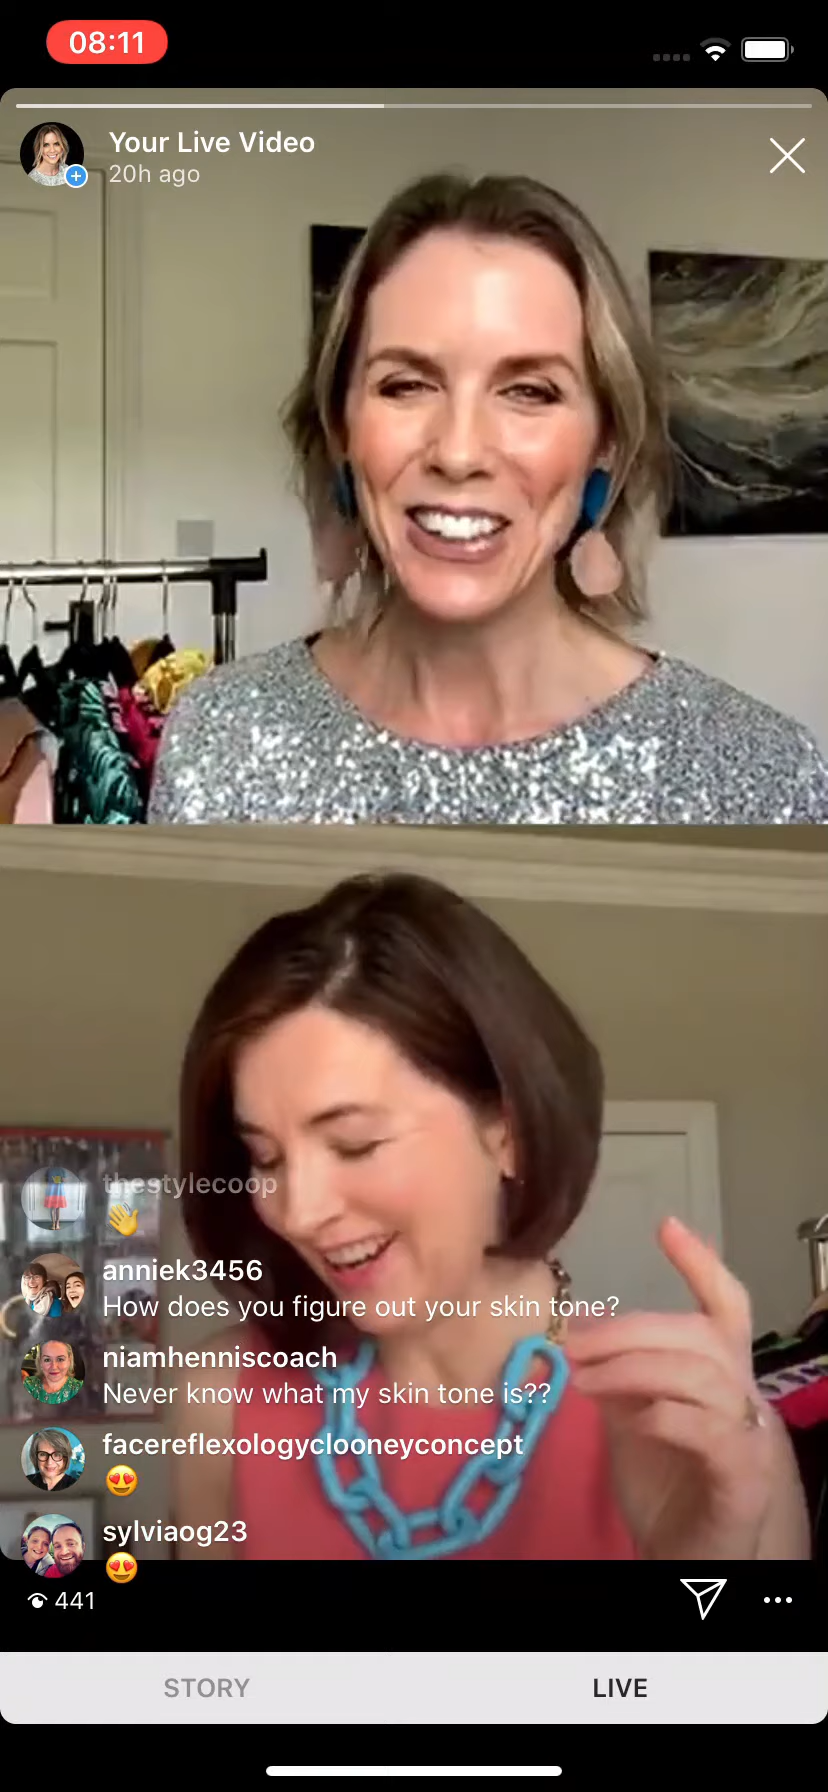 08:11
Your Live Video
20h ago
thestylecoop
👋
anniek3456
How does you figure out your skin tone?
niamhenniscoach
Never know what my skin tone is??
facereflexologyclooneyconcept
😍
sylviaog23
😍
441
STORY
LIVE